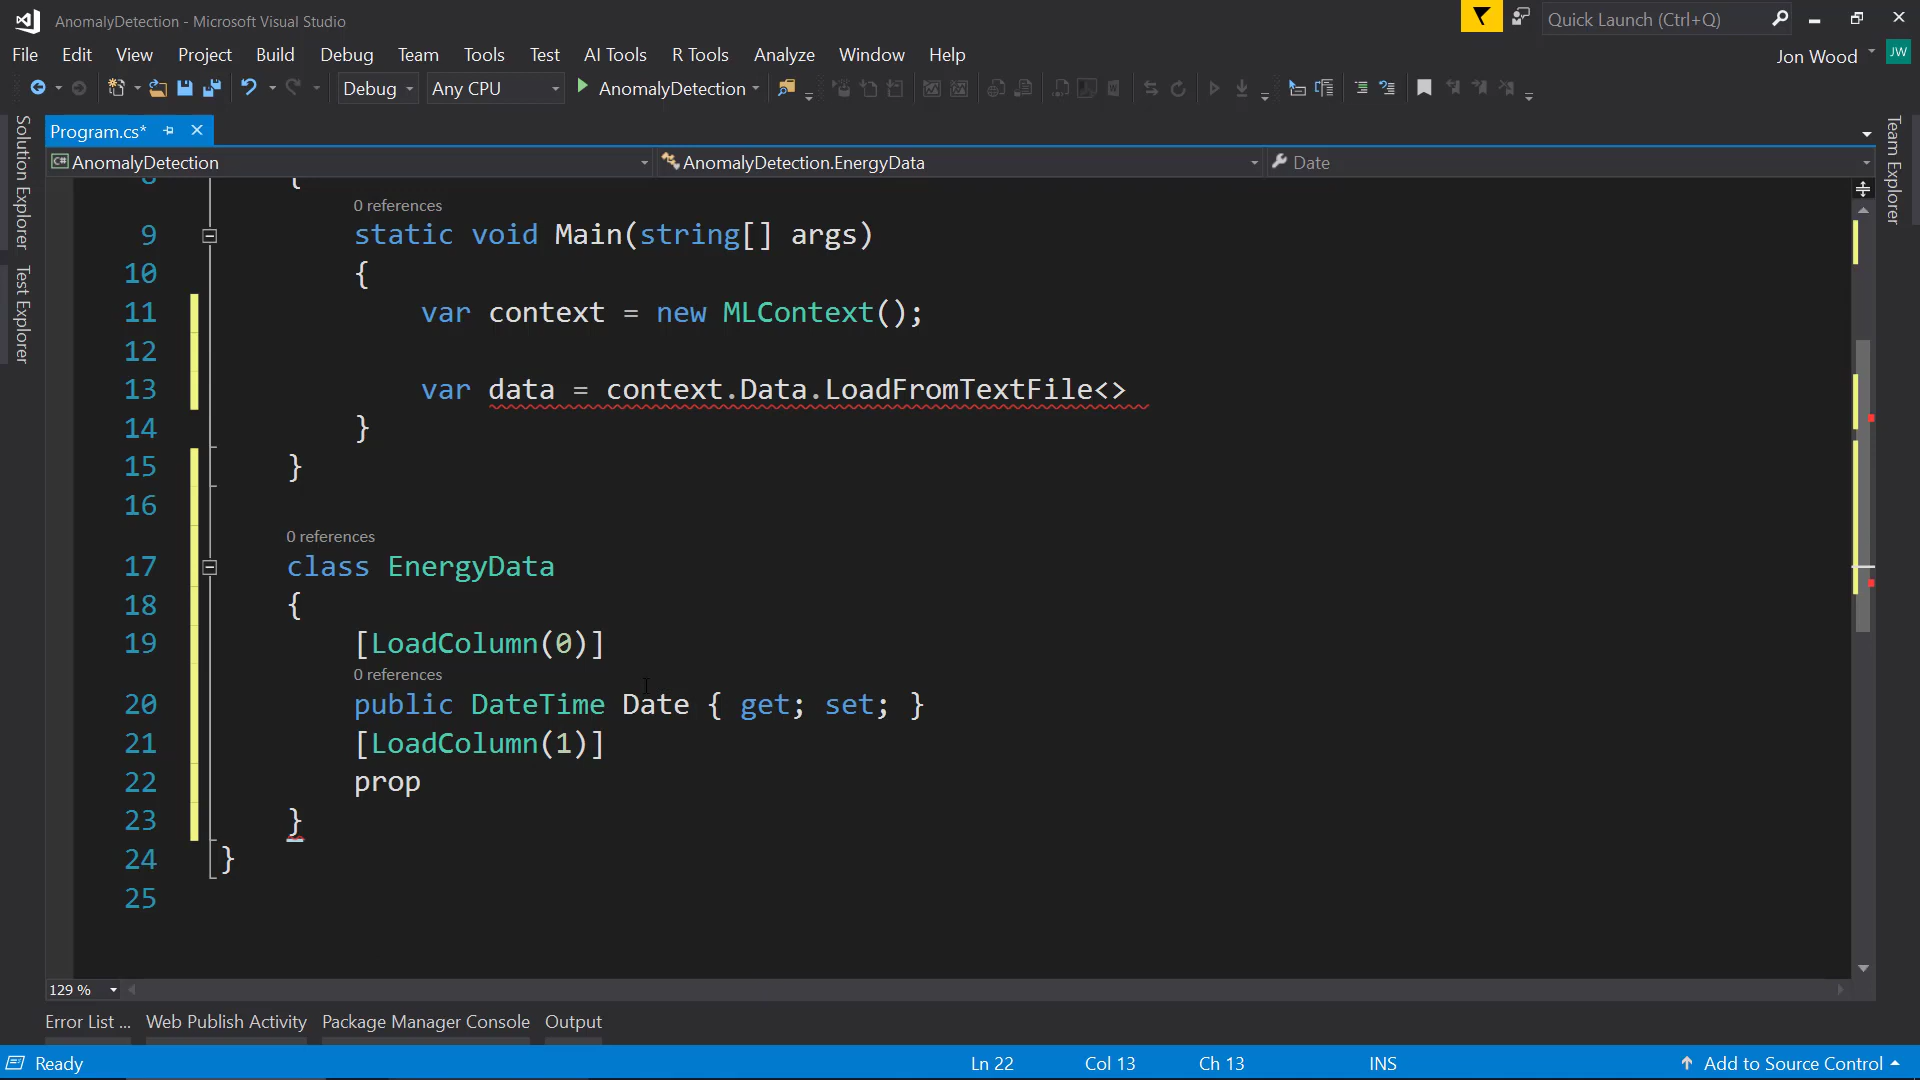 AnomalyDetection - Microsoft Visual Studio
Quick Launch (Ctrl+Q)
File Edit View Project Build Debug Team Tools Test AI Tools R Tools Analyze Window Help
Jon Wood JW
Debug Any CPU AnomalyDetection
Solution Explorer
Test Explorer
Team Explorer
Program.cs*
C# AnomalyDetection AnomalyDetection.EnergyData Date
8 {
0 references
9 static void Main(string[] args)
10 {
11 var context = new MLContext();
12
13 var data = context.Data.LoadFromTextFile<>
14 }
15 }
16
0 references
17 class EnergyData
18 {
19 [LoadColumn(0)]
0 references
20 public DateTime Date { get; set; }
21 [LoadColumn(1)]
22 prop
23 }
24 }
25
129 %
Error List ... Web Publish Activity Package Manager Console Output
Ready Ln 22 Col 13 Ch 13 INS Add to Source Control